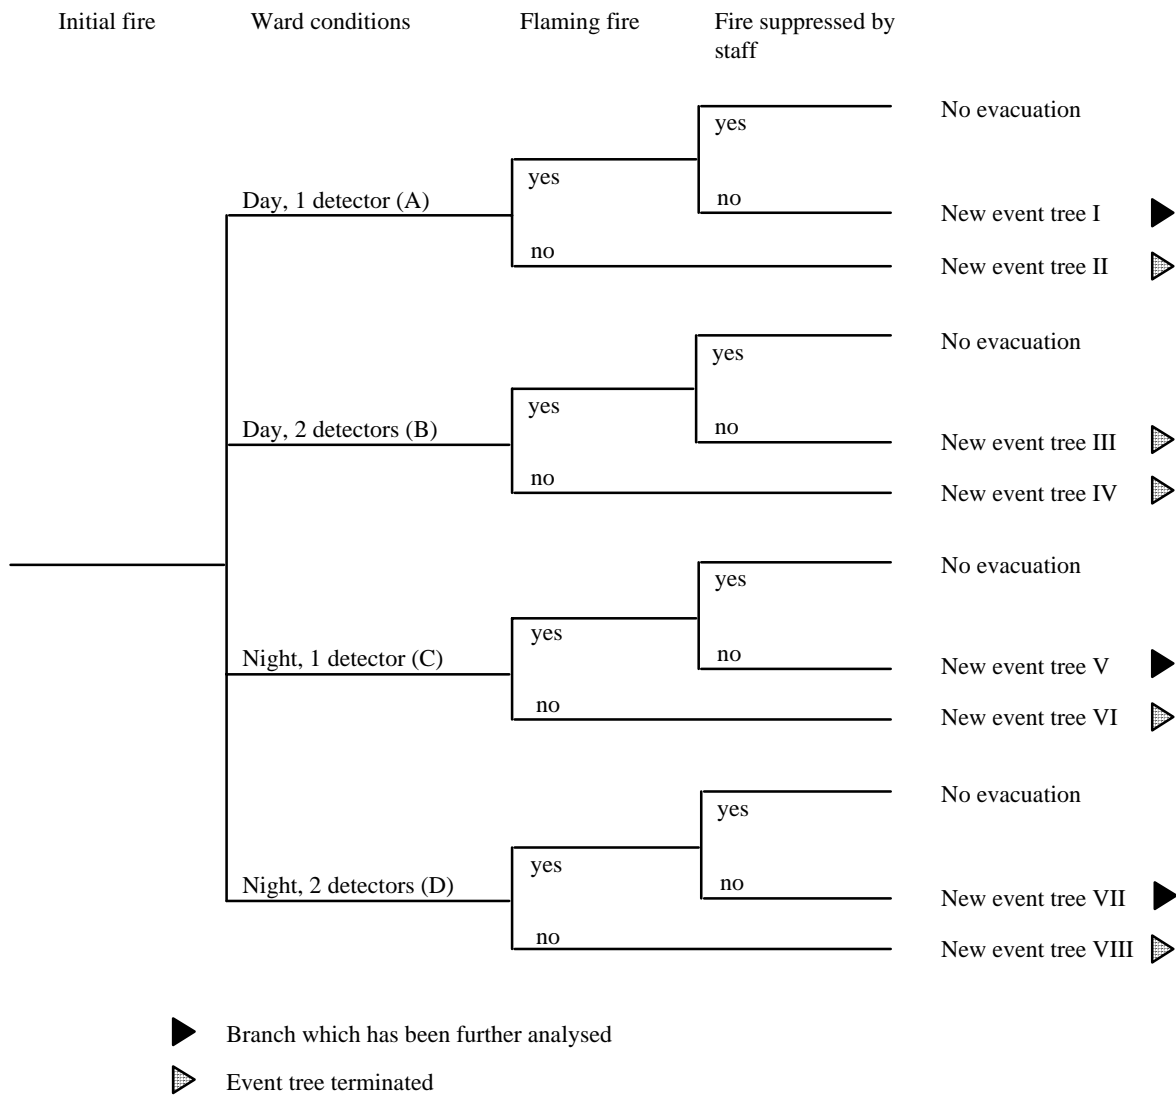 Initial fire
Ward conditions
Flaming fire
Fire suppressed by
staff
No evacuation
yes
yes
Day, 1 detector (A)
no
New event tree I
no
New event tree II
No evacuation
yes
yes
Day, 2 detectors (B)
no
New event tree III
no
New event tree IV
No evacuation
yes
yes
Night, 1 detector (C)
no
New event tree V
no
New event tree VI
No evacuation
yes
yes
Night, 2 detectors (D)
no
New event tree VII
no
New event tree VIII
Branch which has been further analysed
Event tree terminated